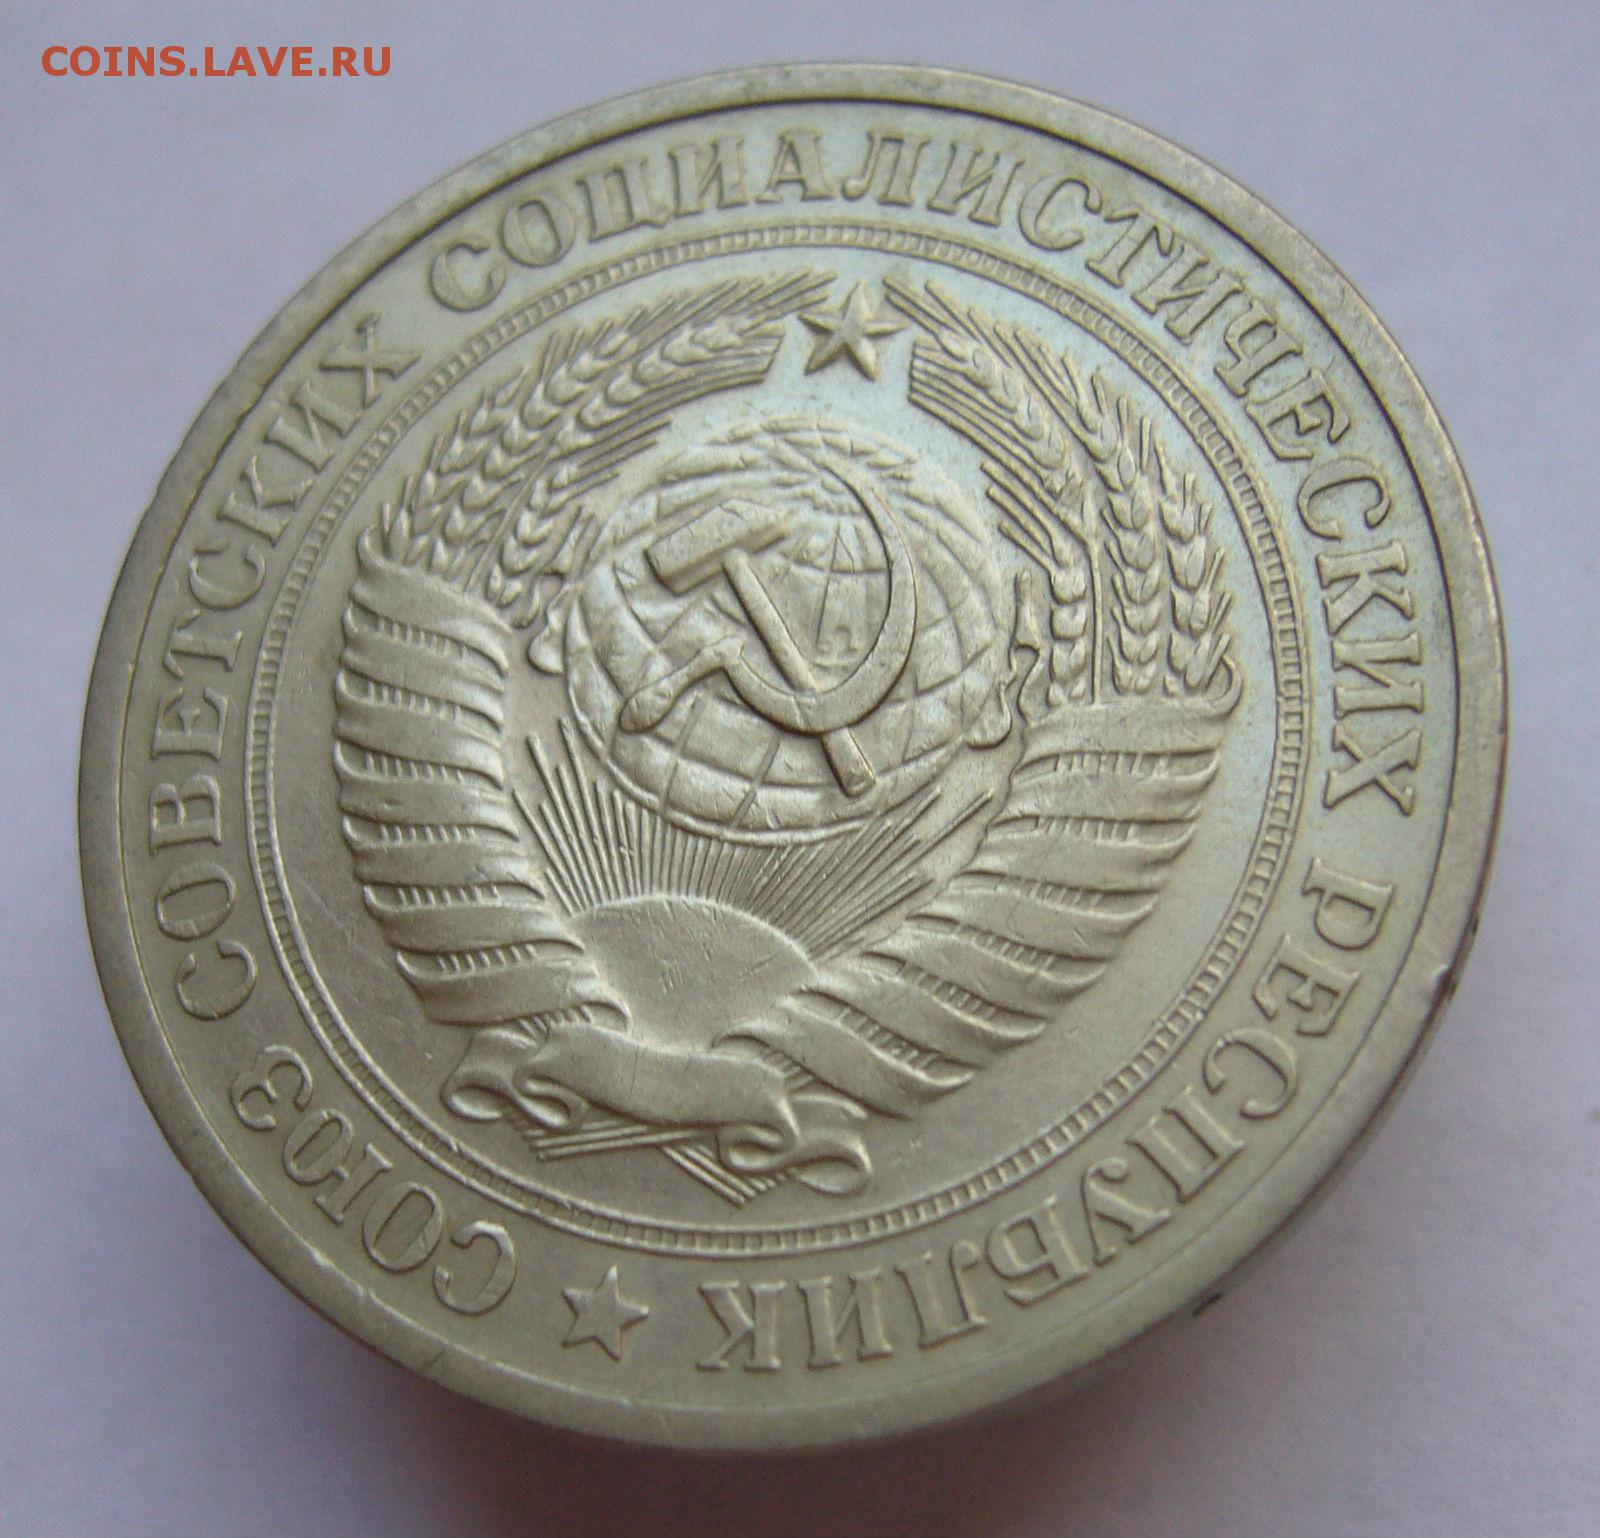 COINS.LAVE.RU
СОЮЗ СОВЕТСКИХ СОЦИАЛИСТИЧЕСКИХ РЕСПУБЛИК